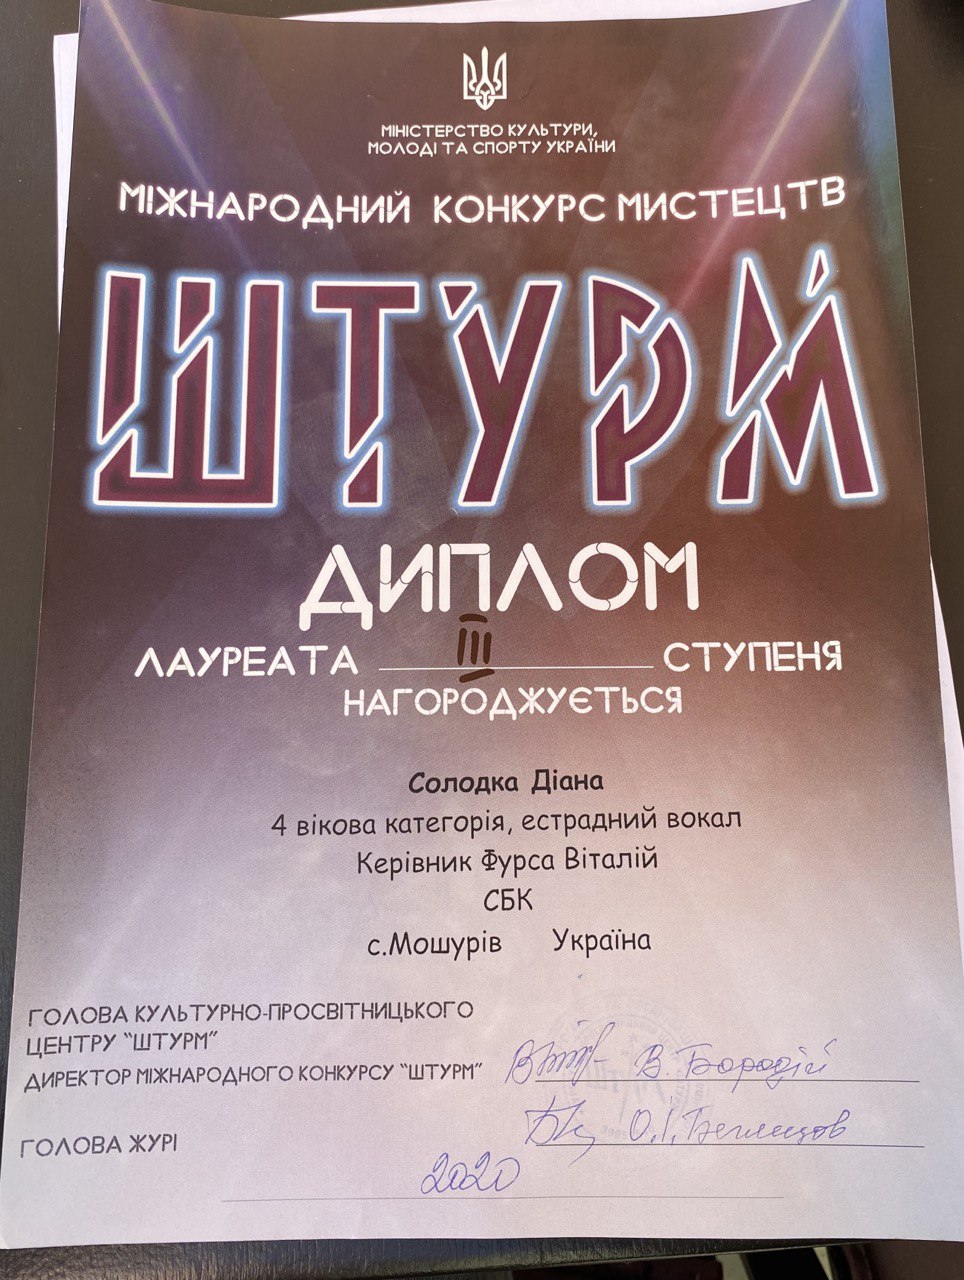 МІНІСТЕРСТВО КУЛЬТУРИ,
МОЛОДІ ТА СПОРТУ УКРАЇНИ
МІЖНАРОДНИЙ КОНКУРС МИСТЕЦТВ
ШТУРМ
ДИПЛОМ
ЛАУРЕАТА III СТУПЕНЯ
НАГОРОДЖУЄТЬСЯ
Солодка Діана
4 вікова категорія, естрадний вокал
Керівник Фурса Віталій
СБК
с.Мошурів Україна
ГОЛОВА КУЛЬТУРНО-ПРОСВІТНИЦЬКОГО
ЦЕНТРУ "ШТУРМ"
ДИРЕКТОР МІЖНАРОДНОГО КОНКУРСУ "ШТУРМ" В. Бородій
ГОЛОВА ЖУРІ О.І.
2020